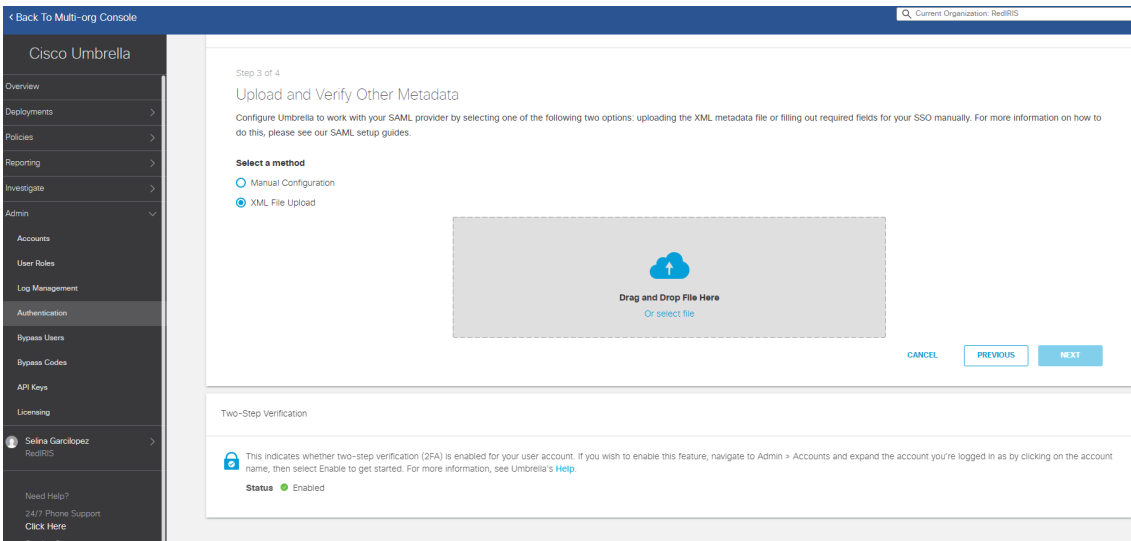 < Back To Multi-org Console
Current Organization: RedIRIS
Cisco Umbrella
Overview
Deployments
Policies
Reporting
Investigate
Admin
Accounts
User Roles
Log Management
Authentication
Bypass Users
Bypass Codes
API Keys
Licensing
Selina Garcilopez
RedIRIS
Need Help?
24/7 Phone Support
Click Here
Step 3 of 4
Upload and Verify Other Metadata
Configure Umbrella to work with your SAML provider by selecting one of the following two options: uploading the XML metadata file or filling out required fields for your SSO manually. For more information on how to
do this, please see our SAML setup guides.
Select a method
Manual Configuration
XML File Upload
Drag and Drop File Here
Or select file
CANCEL
PREVIOUS
NEXT
Two-Step Verification
This indicates whether two-step verification (2FA) is enabled for your user account. If you wish to enable this feature, navigate to Admin > Accounts and expand the account you're logged in as by clicking on the account
name, then select Enable to get started. For more information, see Umbrella's Help.
Status Enabled